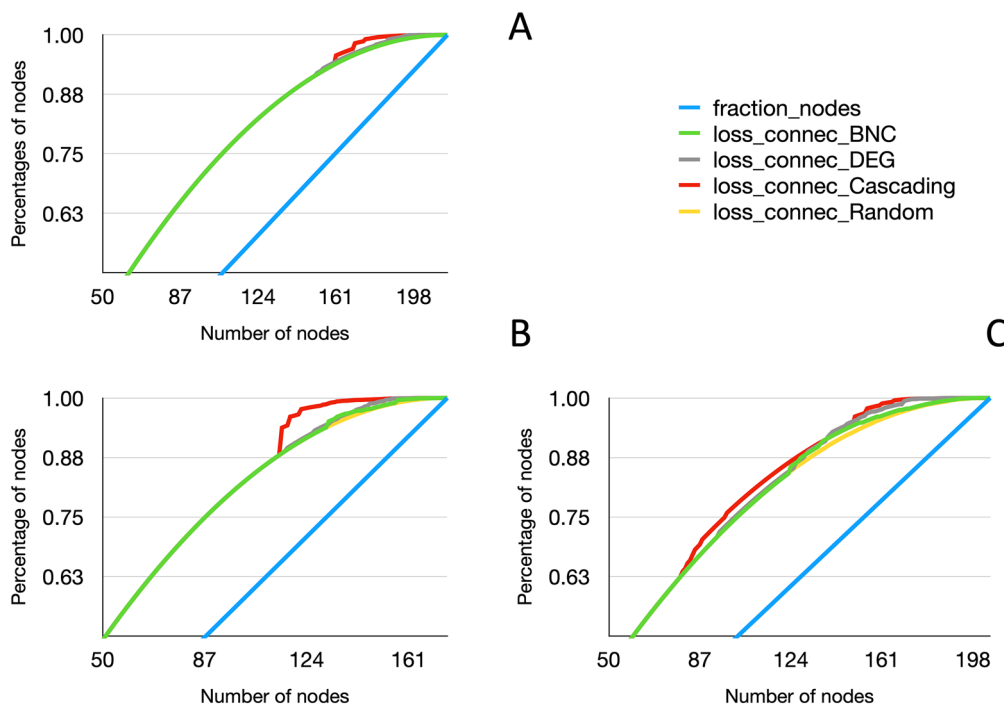 A
1.00
0.88
0.75
0.63
Percentages of nodes
50 87 124 161 198
Number of nodes
fraction_nodes
loss_connec_BNC
loss_connec_DEG
loss_connec_Cascading
loss_connec_Random
B
1.00
0.88
0.75
0.63
Percentage of nodes
50 87 124 161
Number of nodes
C
1.00
0.88
0.75
0.63
Percentage of nodes
50 87 124 161 198
Number of nodes